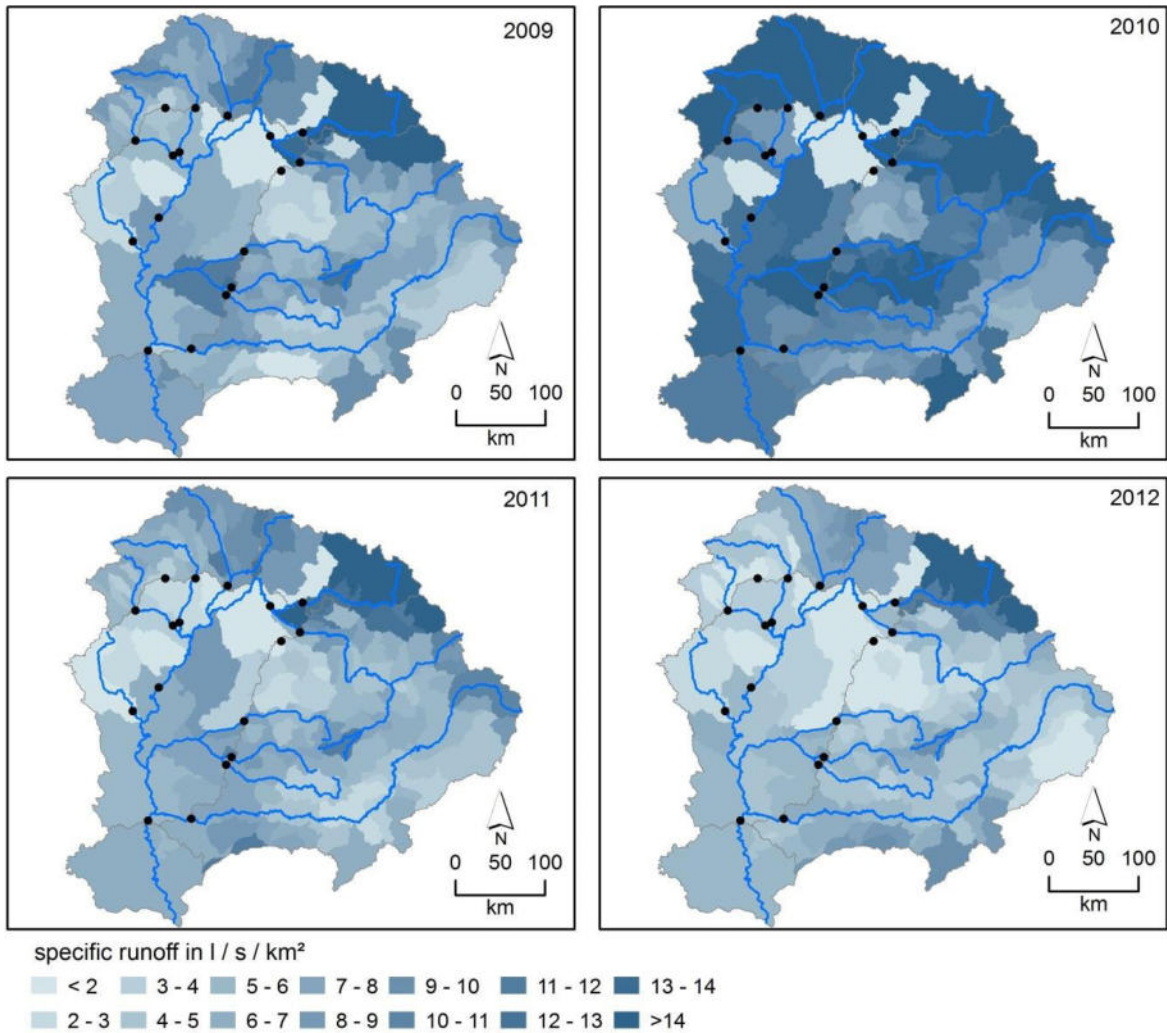 2009
N
0 50 100
km
2010
N
0 50 100
km
2011
N
0 50 100
km
2012
N
0 50 100
km
specific runoff in l / s / km²
< 2 3 - 4 5 - 6 7 - 8 9 - 10 11 - 12 13 - 14
2 - 3 4 - 5 6 - 7 8 - 9 10 - 11 12 - 13 >14